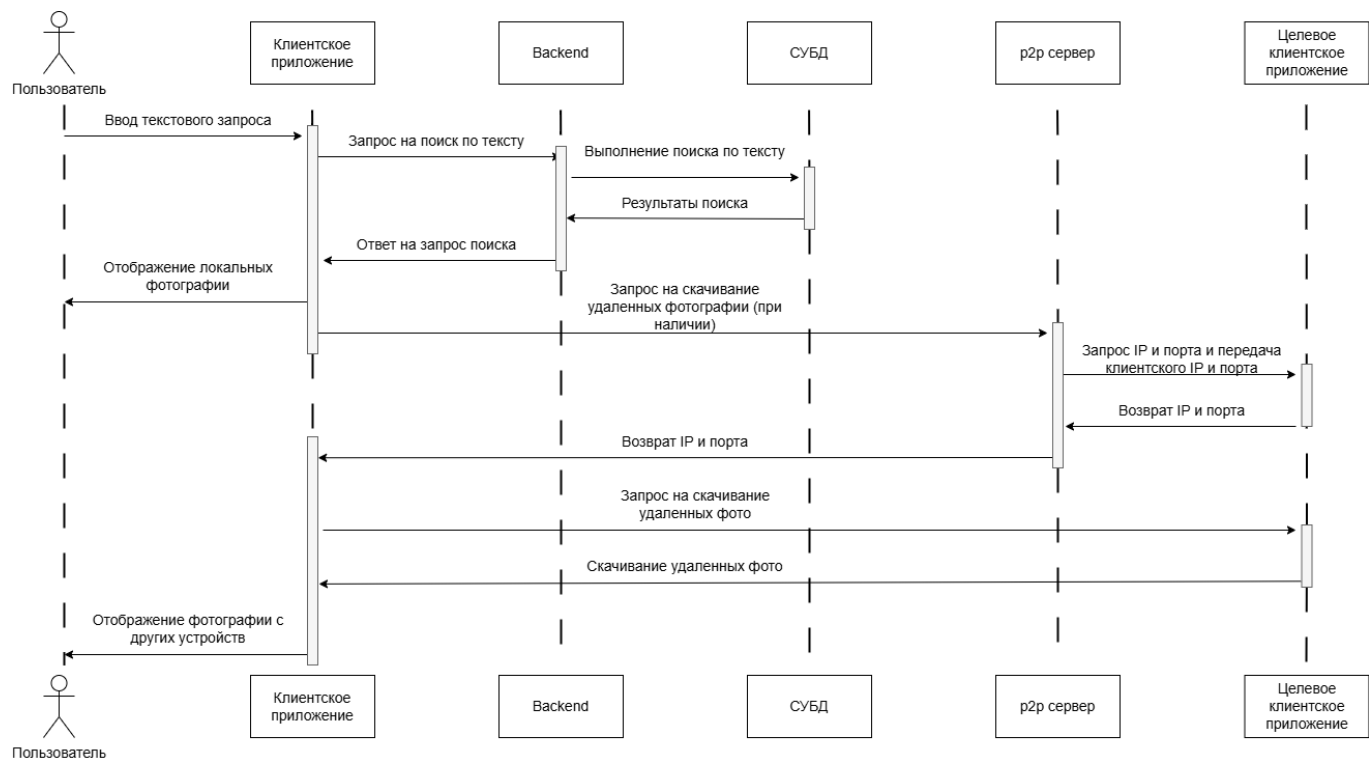 Клиентское
приложение
Backend
СУБД
p2p сервер
Целевое
клиентское
приложение
Пользователь
Ввод текстового запроса
Запрос на поиск по тексту
Выполнение поиска по тексту
Результаты поиска
Ответ на запрос поиска
Отображение локальных
фотографии
Запрос на скачивание
удаленных фотографии (при
наличии)
Запрос IP и порта и передача
клиентского IP и порта
Возврат IP и порта
Возврат IP и порта
Запрос на скачивание
удаленных фото
Скачивание удаленных фото
Отображение фотографии с
других устройств
Клиентское
приложение
Backend
СУБД
p2p сервер
Целевое
клиентское
приложение
Пользователь